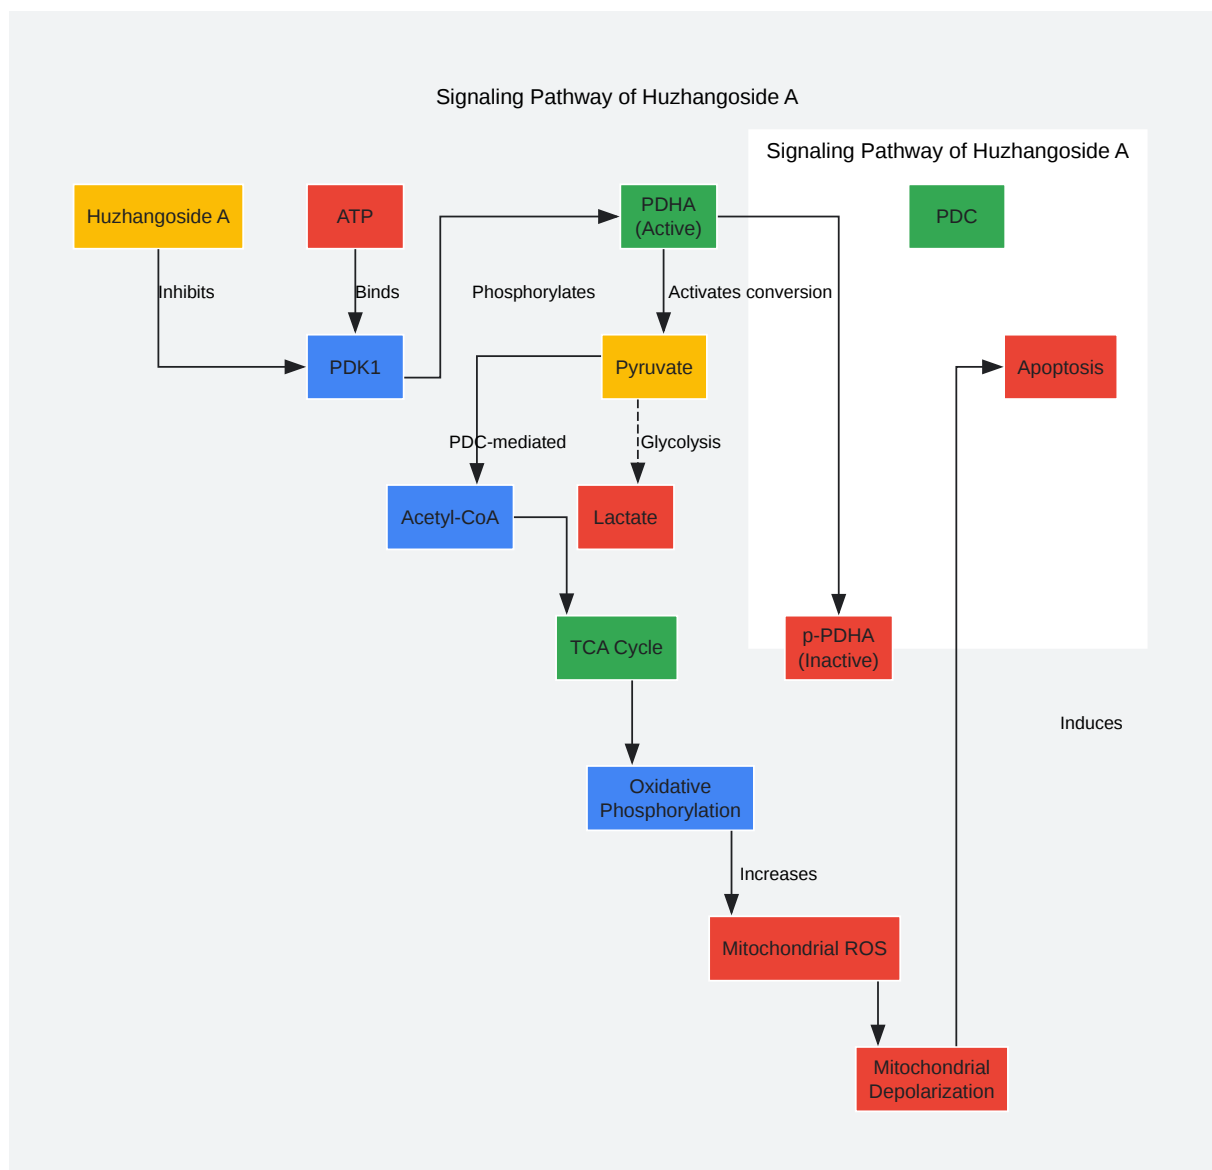 Signaling Pathway of Huzhangoside A
Signaling Pathway of Huzhangoside A
Huzhangoside A
ATP
PDHA
(Active)
PDC
Inhibits
Binds
Phosphorylates
Activates conversion
PDK1
Pyruvate
Apoptosis
PDC-mediated
Glycolysis
Acetyl-CoA
Lactate
TCA Cycle
p-PDHA
(Inactive)
Induces
Oxidative
Phosphorylation
Increases
Mitochondrial ROS
Mitochondrial
Depolarization